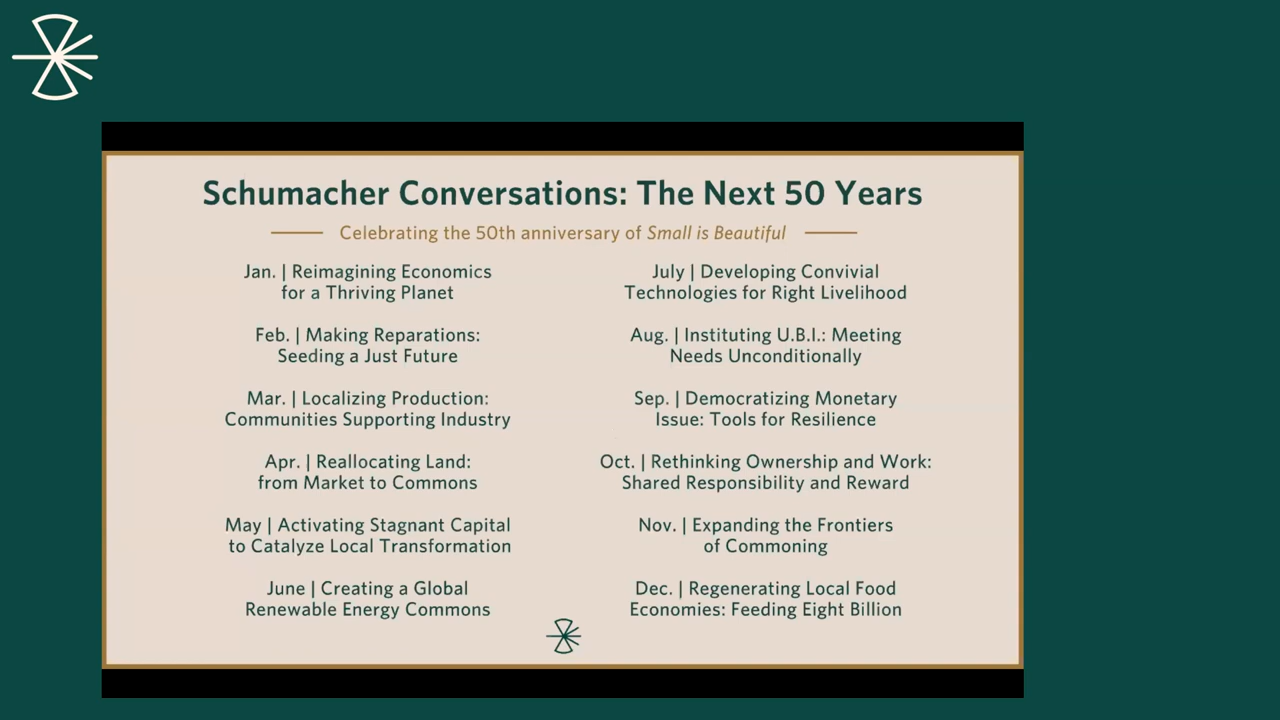 Schumacher Conversations: The Next 50 Years
Celebrating the 50th anniversary of Small is Beautiful
Jan. | Reimagining Economics
for a Thriving Planet
Feb. | Making Reparations:
Seeding a Just Future
Mar. | Localizing Production:
Communities Supporting Industry
Apr. | Reallocating Land:
from Market to Commons
May | Activating Stagnant Capital
to Catalyze Local Transformation
June | Creating a Global
Renewable Energy Commons
July | Developing Convivial
Technologies for Right Livelihood
Aug. | Instituting U.B.I.: Meeting
Needs Unconditionally
Sep. | Democratizing Monetary
Issue: Tools for Resilience
Oct. | Rethinking Ownership and Work:
Shared Responsibility and Reward
Nov. | Expanding the Frontiers
of Commoning
Dec. | Regenerating Local Food
Economies: Feeding Eight Billion